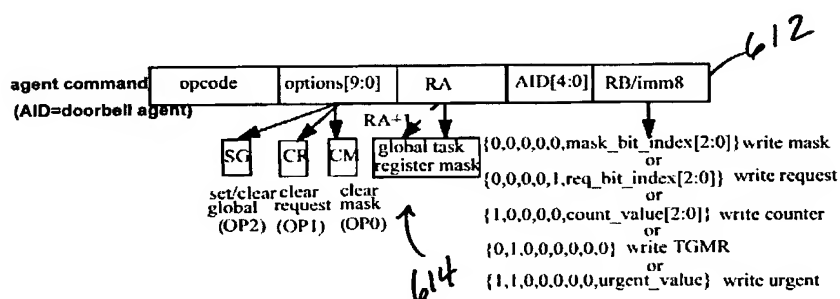 612
agent command opcode options[9:0] RA AID[4:0] RB/imm8
(AID=doorbell agent)
RA+1
SG CR CM global task register mask
set/clear global (OP2) clear request (OP1) clear mask (OP0)
{0,0,0,0,0,mask_bit_index[2:0]} write mask
or
{0,0,0,0,1,req_bit_index[2:0]} write request
or
{1,0,0,0,0,count_value[2:0]} write counter
or
{0,1,0,0,0,0,0,0} write TGMR
or
{1,1,0,0,0,0,0,urgent_value} write urgent
614